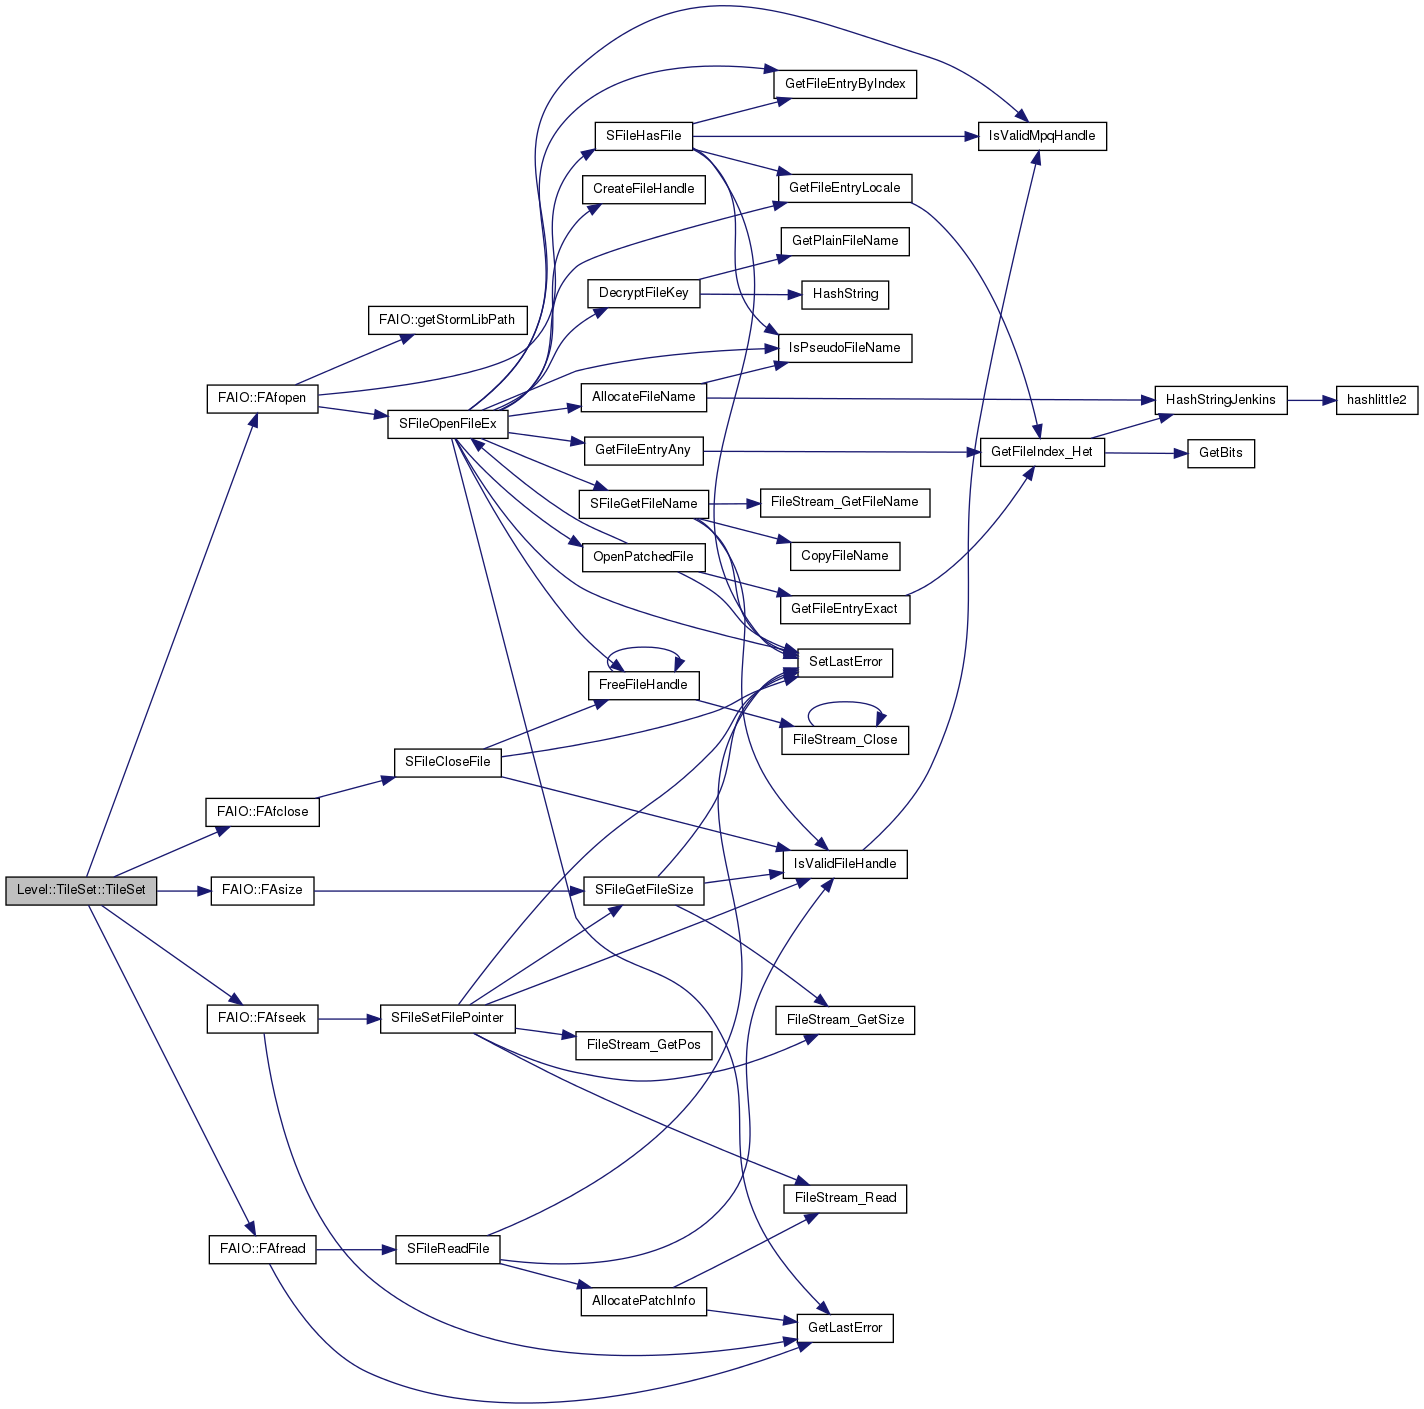 GetFileEntryByIndex
SFileHasFile
IsValidMpqHandle
CreateFileHandle
GetFileEntryLocale
GetPlainFileName
DecryptFileKey
HashString
FAIO::getStormLibPath
IsPseudoFileName
FAIO::FAfopen
AllocateFileName
HashStringJenkins
hashlittle2
SFileOpenFileEx
GetFileEntryAny
GetFileIndex_Het
GetBits
SFileGetFileName
FileStream_GetFileName
OpenPatchedFile
CopyFileName
GetFileEntryExact
SetLastError
FreeFileHandle
FileStream_Close
SFileCloseFile
FAIO::FAfclose
IsValidFileHandle
Level::TileSet::TileSet
FAIO::FAsize
SFileGetFileSize
FAIO::FAfseek
SFileSetFilePointer
FileStream_GetSize
FileStream_GetPos
FileStream_Read
FAIO::FAfread
SFileReadFile
AllocatePatchInfo
GetLastError